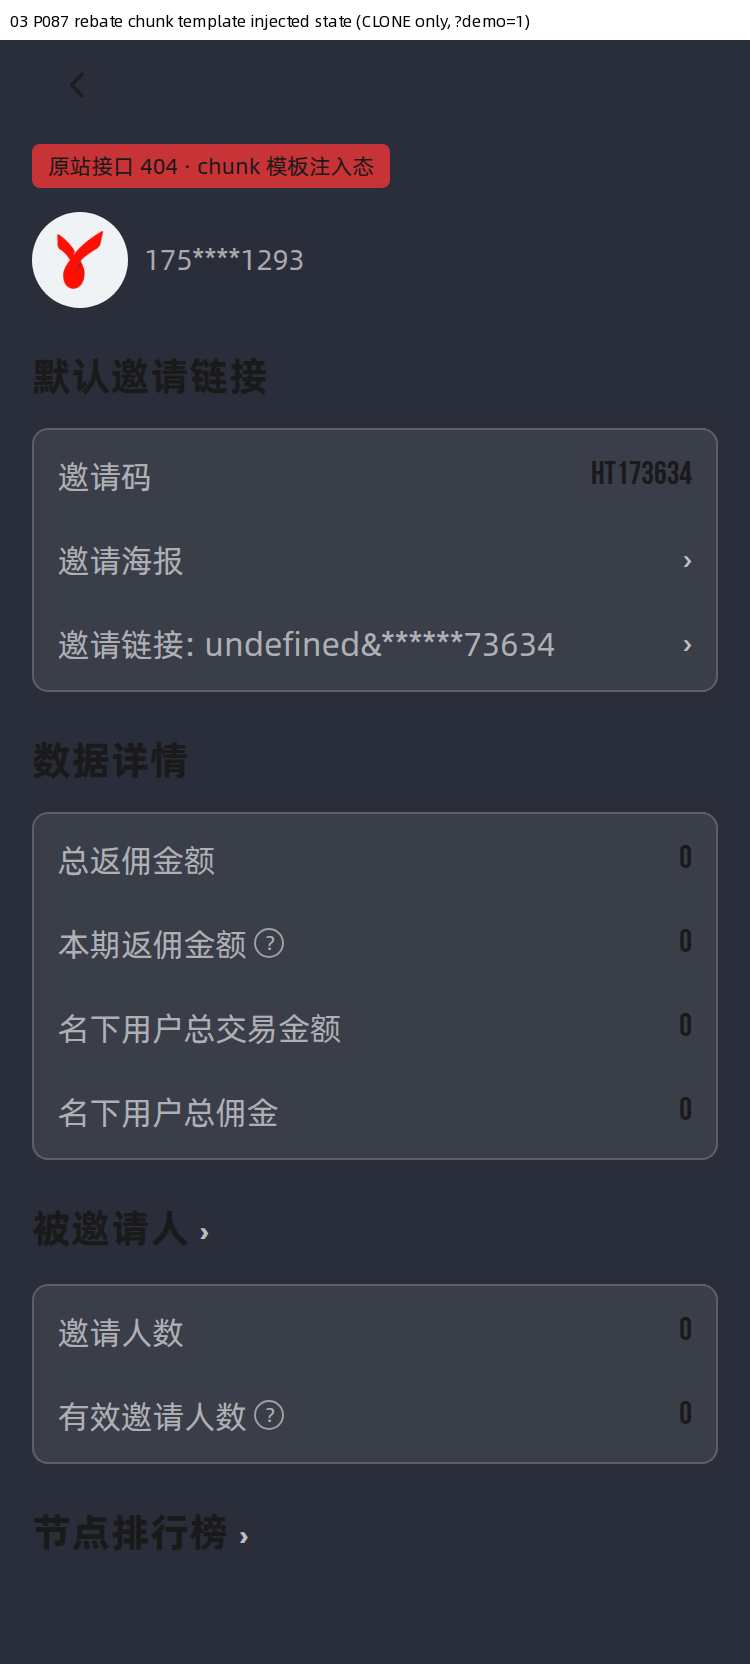 03 P087 rebate chunk template injected state (CLONE only, ?demo=1)
原站接口 404 · chunk 模板注入态
175****1293
默认邀请链接
邀请码 HT173634
邀请海报 ›
邀请链接: undefined&******73634 ›
数据详情
总返佣金额 0
本期返佣金额 ? 0
名下用户总交易金额 0
名下用户总佣金 0
被邀请人 ›
邀请人数 0
有效邀请人数 ? 0
节点排行榜 ›